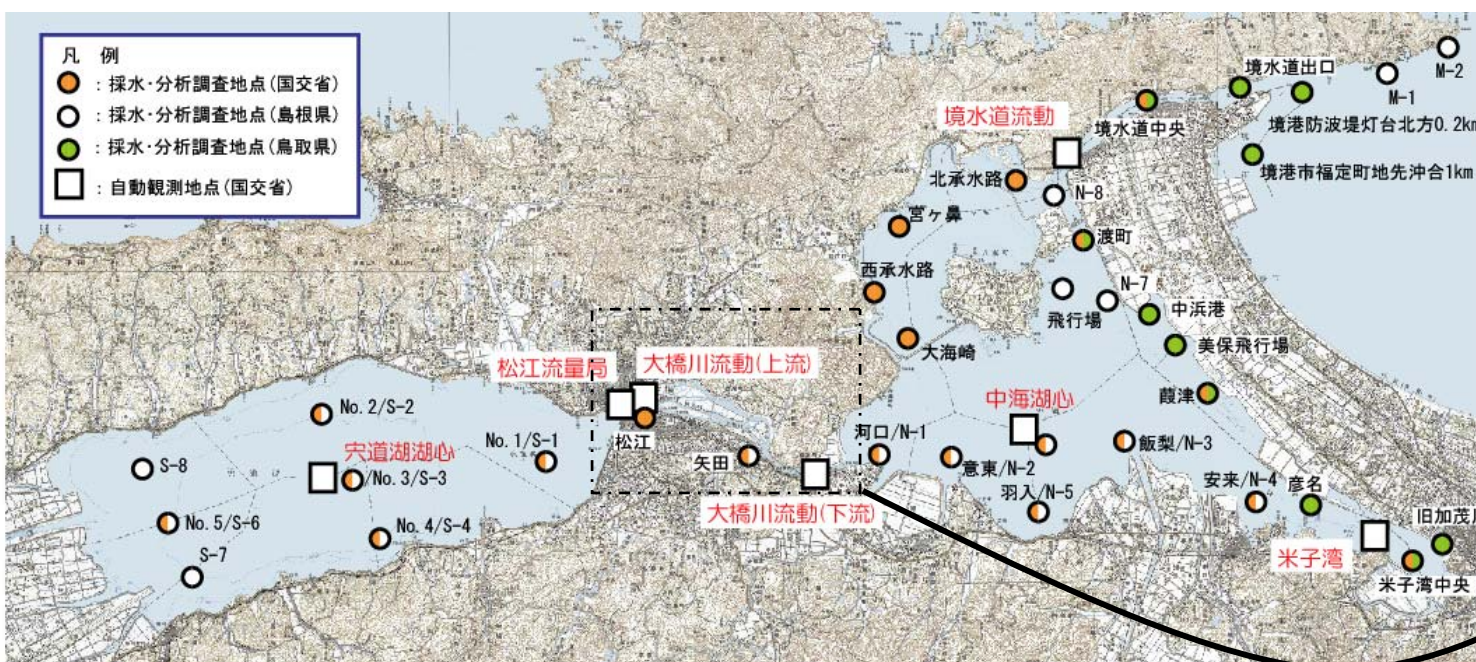 凡 例
：採水・分析調査地点(国交省)
：採水・分析調査地点(島根県)
：採水・分析調査地点(鳥取県)
：自動観測地点(国交省)
M-2
境水道出口
M-1
境水道流動
境水道中央
境港防波堤灯台北方0.2km
境港市福定町地先沖合1km
北承水路
N-8
宮ヶ鼻
渡町
西承水路
N-7
飛行場
中浜港
大海崎
美保飛行場
松江流量局
大橋川流動(上流)
葭津
No.2/S-2
中海湖心
No.1/S-1
松江
河口/N-1
飯梨/N-3
宍道湖湖心
S-8
矢田
意東/N-2
/No.3/S-3
安来/N-4
彦名
羽入/N-5
大橋川流動(下流)
旧加茂川
No.5/S-6
No.4/S-4
S-7
米子湾
米子湾中央